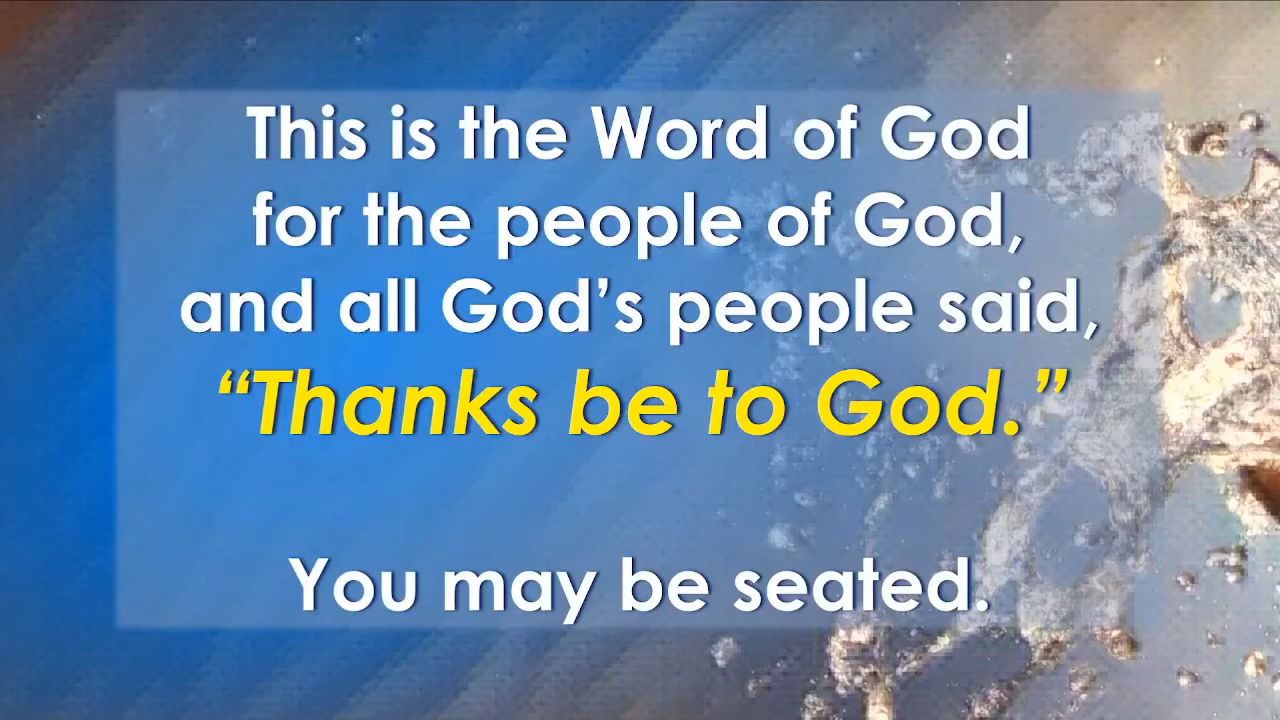 This is the Word of God
for the people of God,
and all God’s people said,
“Thanks be to God.”
You may be seated.